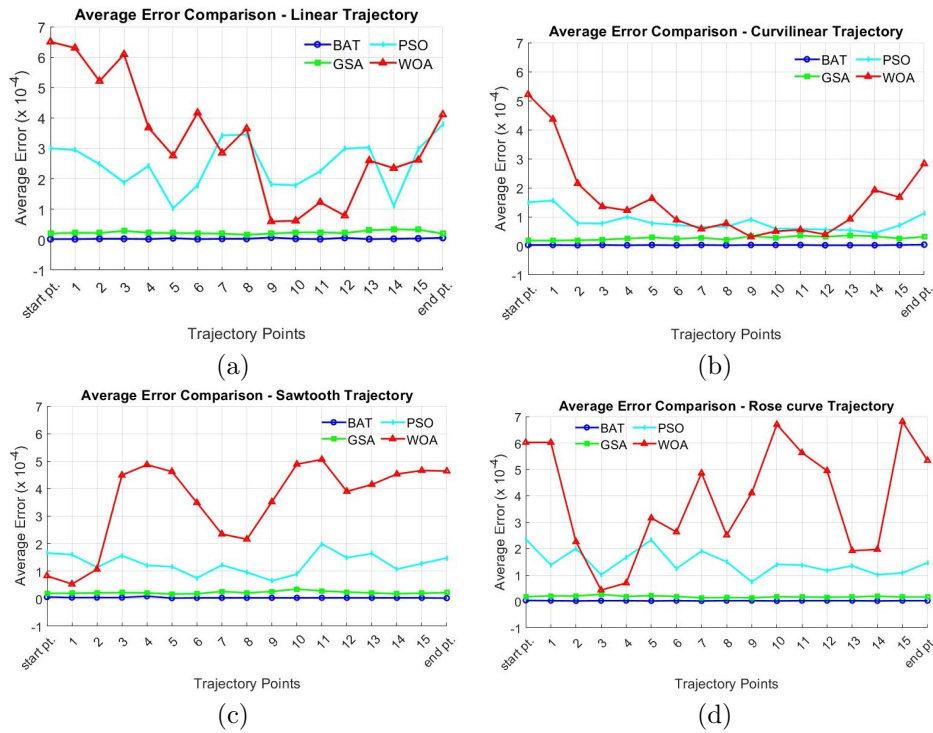 Average Error Comparison - Linear Trajectory
7
6
5
4
3
2
1
0
-1
Average Error (x 10-4)
BAT PSO
GSA WOA
start pt. 1 2 3 4 5 6 7 8 9 10 11 12 13 14 15 end pt.
Trajectory Points
(a)
Average Error Comparison - Curvilinear Trajectory
7
6
5
4
3
2
1
0
-1
Average Error (x 10-4)
BAT PSO
GSA WOA
start pt. 1 2 3 4 5 6 7 8 9 10 11 12 13 14 15 end pt.
Trajectory Points
(b)
Average Error Comparison - Sawtooth Trajectory
7
6
5
4
3
2
1
0
-1
Average Error (x 10-4)
BAT PSO
GSA WOA
start pt. 1 2 3 4 5 6 7 8 9 10 11 12 13 14 15 end pt.
Trajectory Points
(c)
Average Error Comparison - Rose curve Trajectory
7
6
5
4
3
2
1
0
-1
Average Error (x 10-4)
BAT PSO
GSA WOA
start pt. 1 2 3 4 5 6 7 8 9 10 11 12 13 14 15 end pt.
Trajectory Points
(d)